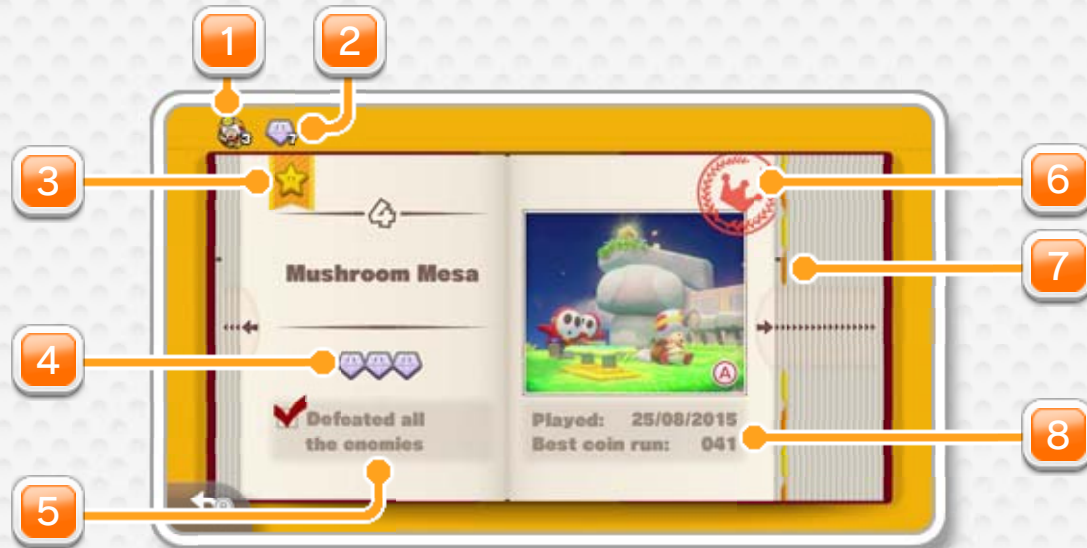 1
2
3
7
3
6
4
Mushroom Mesa
7
4
A
Defeated all
the enemies
Played: 25/08/2015
Best coin run: 041
8
5
B